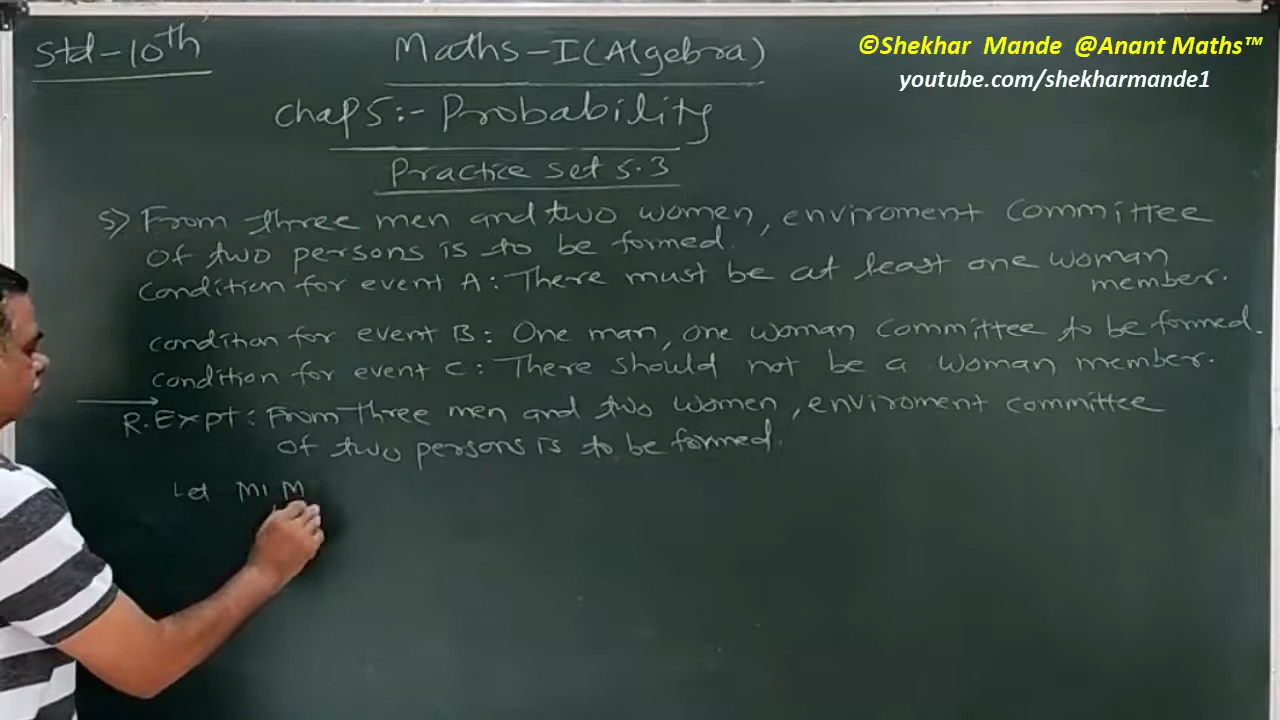 Std-10th
Maths-I(Algebra)
©Shekhar Mande @Anant Maths™
youtube.com/shekharmande1
Chap 5:- Probability
Practice Set 5.3
5) From three men and two women, enviroment committee
of two persons is to be formed.
Condition for event A: There must be at least one woman
member.
condition for event B: One man, one woman committee to be formed.
condition for event C: There should not be a woman member.
R.Expt: From three men and two women, enviroment committee
of two persons is to be formed.
Let M1 M